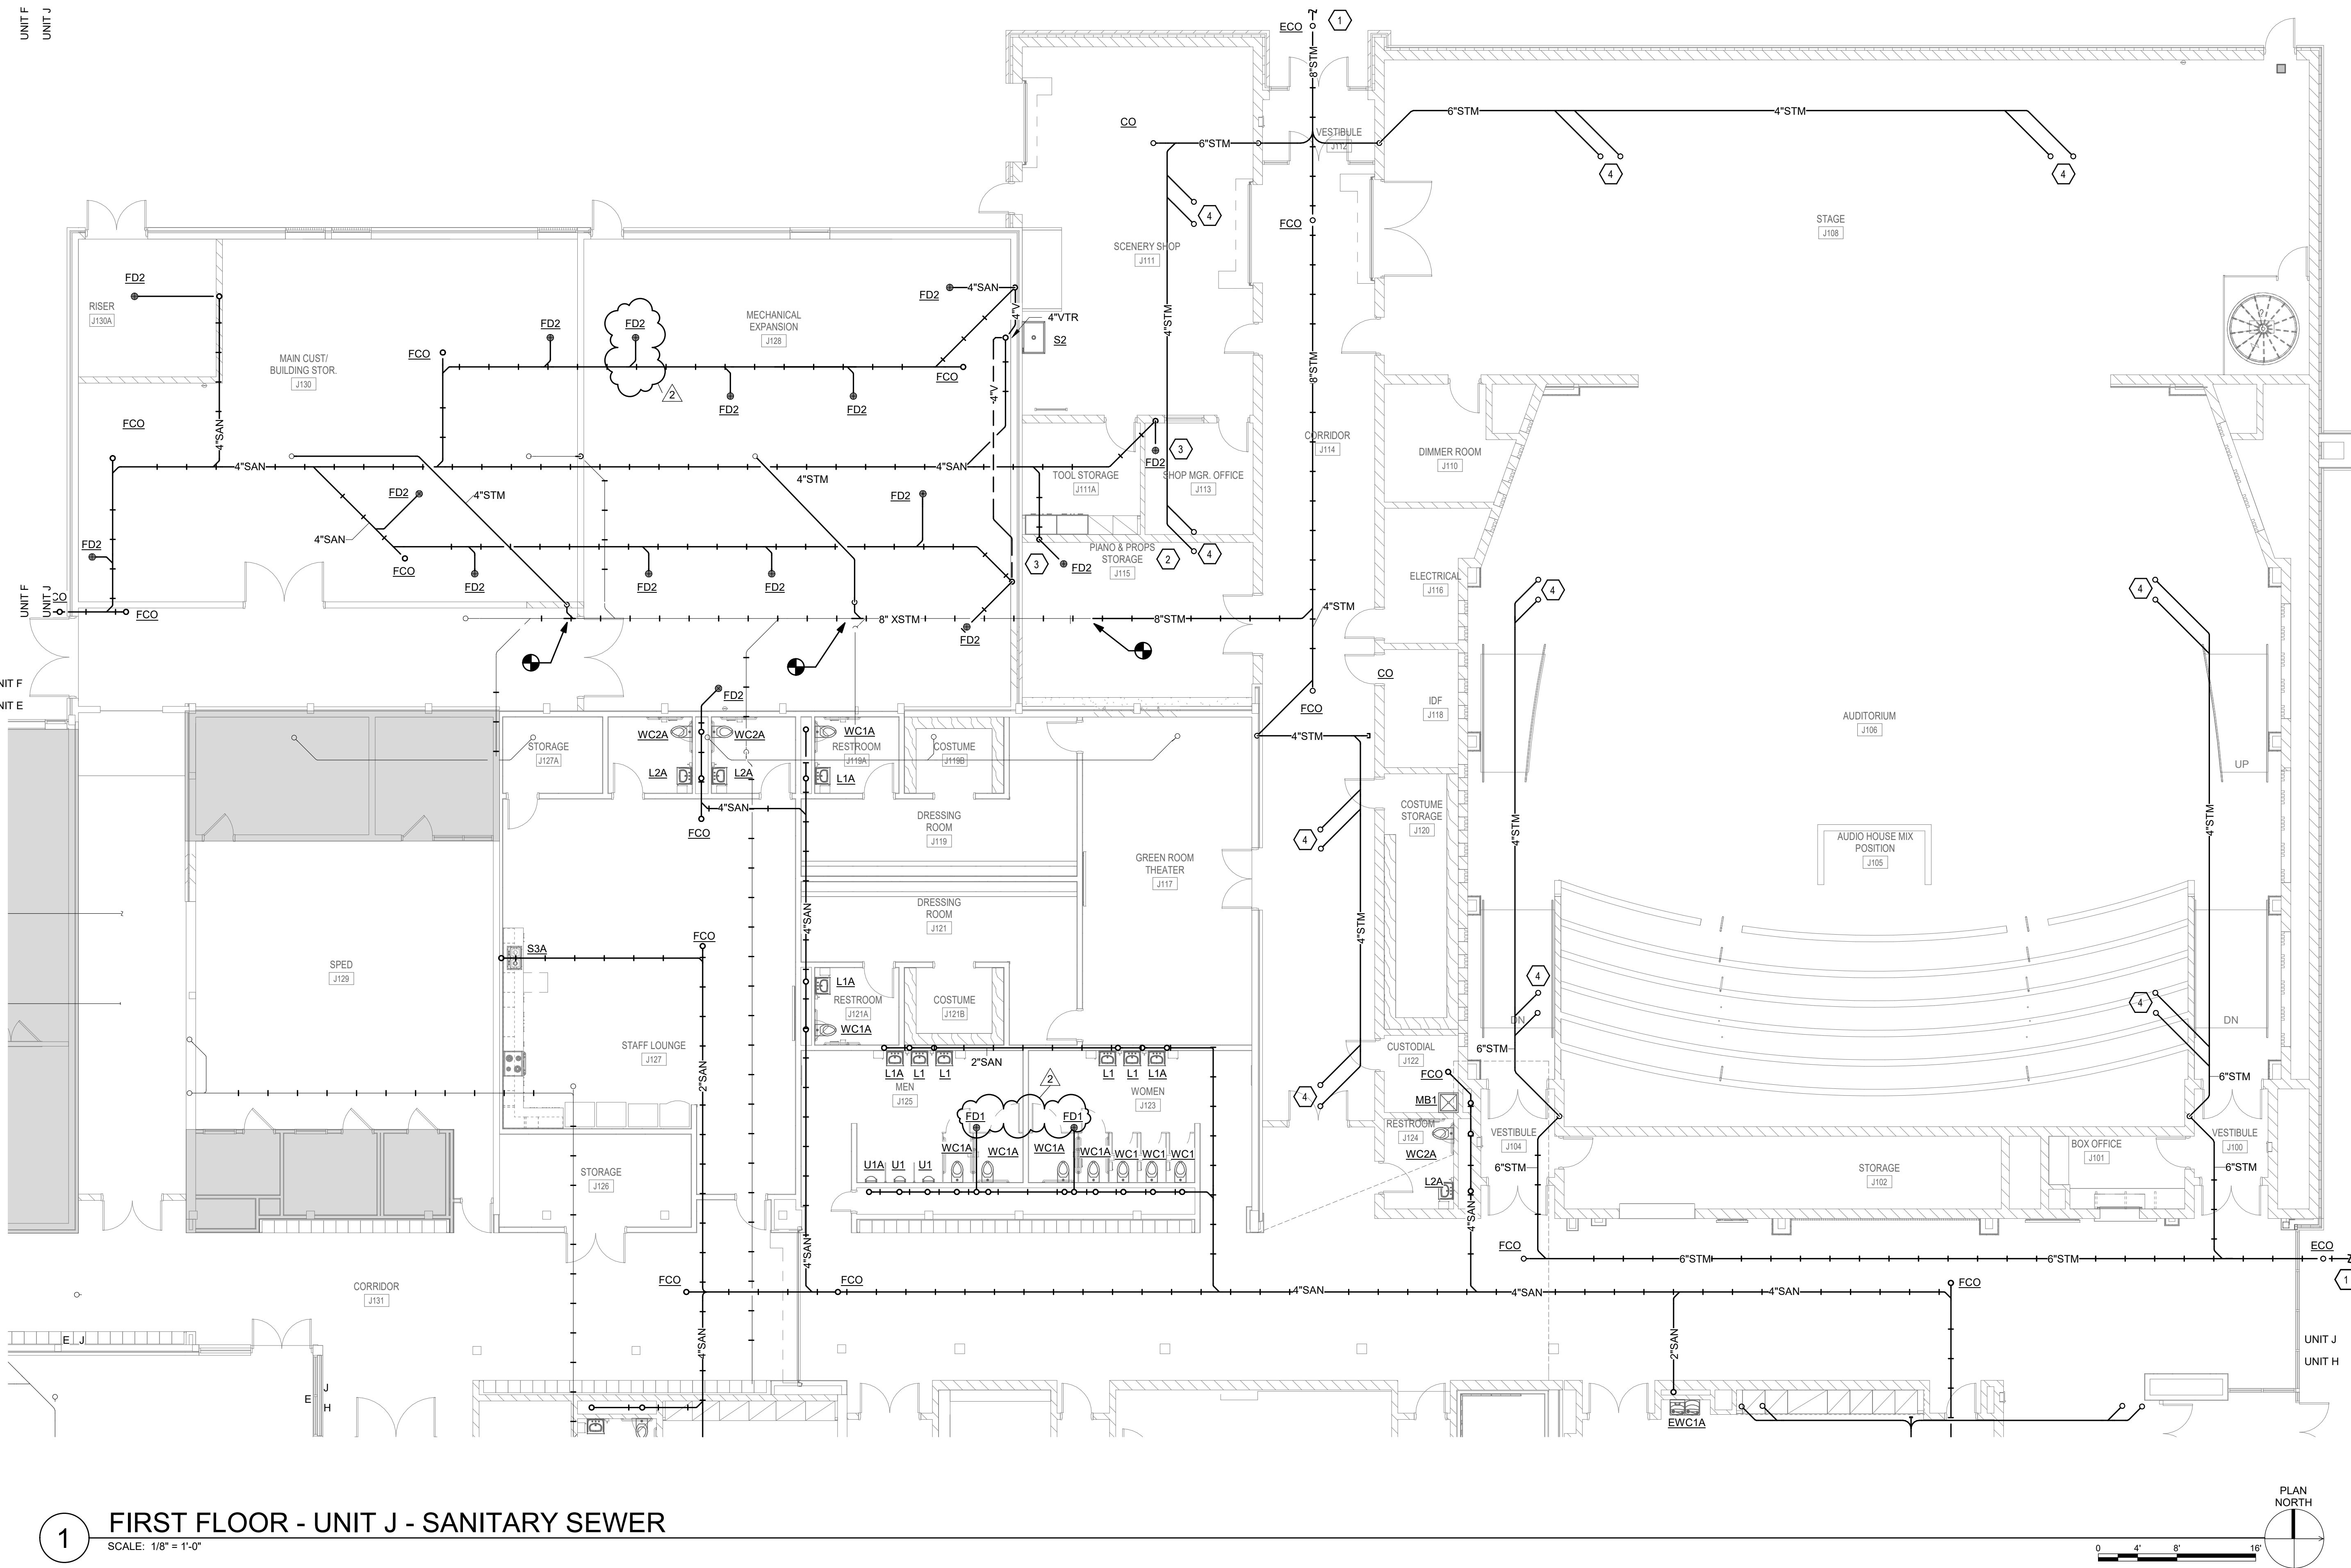 UNIT F
UNIT J
ECO
1
8"STM
CO
6"STM
VESTIBULE
J112
6"STM
4"STM
4
4
4
FCO
STAGE
J108
SCENERY SHOP
J111
FD2
RISER
J130A
FD2
4"SAN
4"V
4"VTR
S2
MECHANICAL
EXPANSION
J128
FD2
FD2
4"STM
8"STM
MAIN CUST/
BUILDING STOR.
J130
FCO
FCO
2
FD2
FD2
4"V
FCO
4"SAN
CORRIDOR
J114
DIMMER ROOM
J110
3
FD2
4"SAN
4"SAN
4"STM
4"STM
TOOL STORAGE
J111A
SHOP MGR. OFFICE
J113
FD2
FD2
4"SAN
FD2
FCO
FD2
FD2
FD2
PIANO & PROPS
STORAGE
J115
3
FD2
2
4
ELECTRICAL
J116
4
4
UNIT F
UNIT J
CO
FCO
8" XSTM
FD2
8"STM
4"STM
UNIT F
UNIT E
CO
FCO
IDF
J118
AUDITORIUM
J106
UP
FD2
WC2A
WC2A
WC1A
STORAGE
J127A
RESTROOM
J119A
COSTUME
J119B
4"STM
L2A
L2A
L1A
4"SAN
FCO
DRESSING
ROOM
J119
4
COSTUME
STORAGE
J120
4"STM
4"STM
AUDIO HOUSE MIX
POSITION
J105
GREEN ROOM
THEATER
J117
DRESSING
ROOM
J121
4"SAN
4"STM
FCO
S3A
SPED
J129
L1A
RESTROOM
J121A
COSTUME
J121B
WC1A
4
4
DN
DN
STAFF LOUNGE
J127
2"SAN
2"SAN
L1A
L1
L1
L1
L1
L1A
MEN
J125
2
WOMEN
J123
CUSTODIAL
J122
6"STM
FCO
6"STM
4
MB1
FD1
FD1
RESTROOM
J124
WC2A
VESTIBULE
J104
VESTIBULE
J100
BOX OFFICE
J101
WC1A
WC1A
WC1A
WC1A
WC1
WC1
WC1
U1A
U1
U1
STORAGE
J126
6"STM
STORAGE
J102
6"STM
L2A
4"SAN
4"SAN
FCO
6"STM
6"STM
ECO
1
CORRIDOR
J131
FCO
FCO
4"SAN
4"SAN
4"SAN
FCO
E
J
4"SAN
2"SAN
UNIT J
UNIT H
E
J
H
EWC1A
1
FIRST FLOOR - UNIT J - SANITARY SEWER
SCALE: 1/8" = 1'-0"
PLAN
NORTH
0
4'
8'
16'